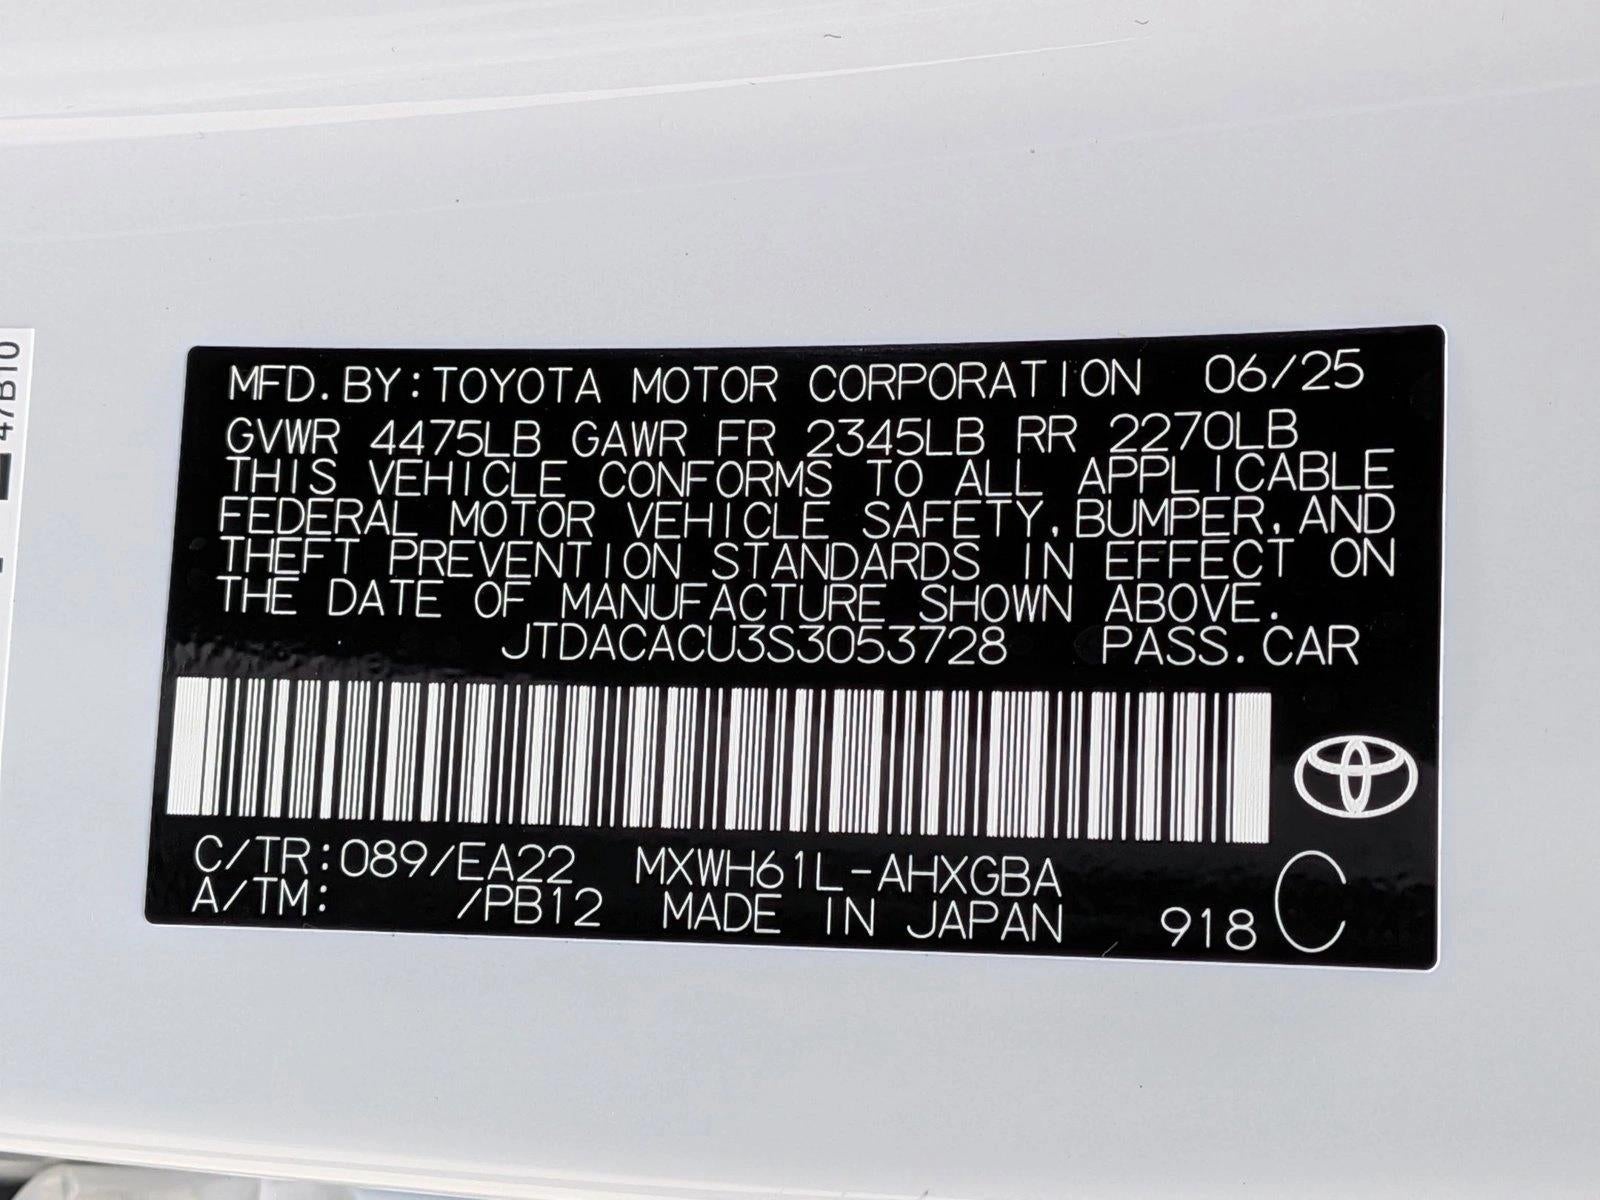 MFD. BY: TOYOTA MOTOR CORPORATION 06/25
GVWR 4475LB GAWR FR 2345LB RR 2270LB
THIS VEHICLE CONFORMS TO ALL APPLICABLE
FEDERAL MOTOR VEHICLE SAFETY, BUMPER, AND
THEFT PREVENTION STANDARDS IN EFFECT ON
THE DATE OF MANUFACTURE SHOWN ABOVE.
JTDACACU3S3053728 PASS. CAR
C/TR: 089/EA22 MXWH61L-AHXGBA
A/TM: /PB12 MADE IN JAPAN 918 C
47B10